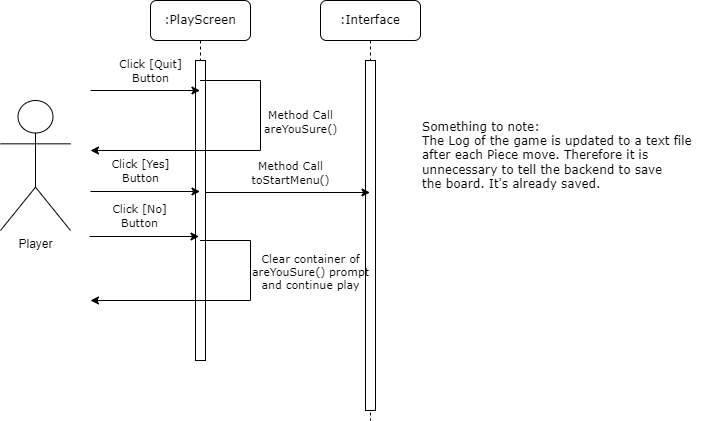 :PlayScreen
:Interface
Click [Quit]
Button
Method Call
areYouSure()
Something to note:
The Log of the game is updated to a text file
after each Piece move. Therefore it is
unnecessary to tell the backend to save
the board. It's already saved.
Click [Yes]
Button
Method Call
toStartMenu()
Click [No]
Button
Player
Clear container of
areYouSure() prompt
and continue play